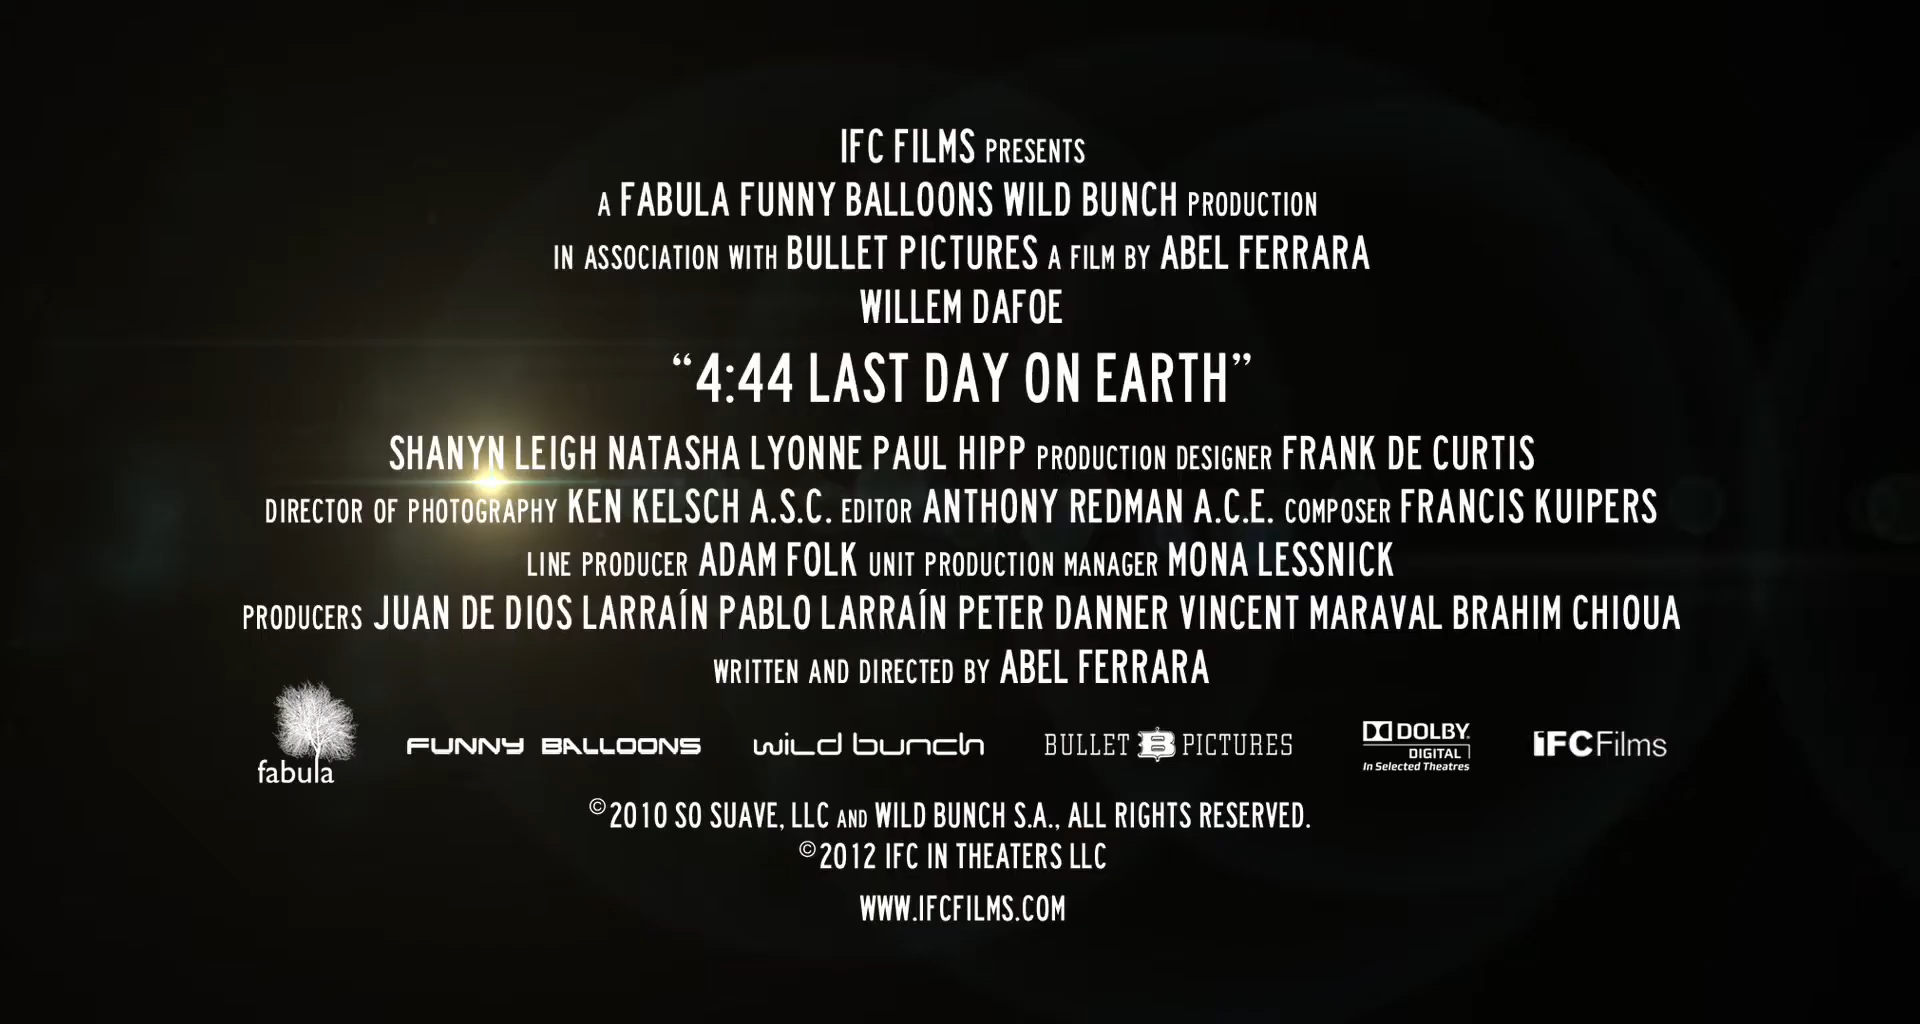 IFC FILMS PRESENTS
A FABULA FUNNY BALLOONS WILD BUNCH PRODUCTION
IN ASSOCIATION WITH BULLET PICTURES A FILM BY ABEL FERRARA
WILLEM DAFOE
“4:44 LAST DAY ON EARTH”
SHANYN LEIGH NATASHA LYONNE PAUL HIPP PRODUCTION DESIGNER FRANK DE CURTIS
DIRECTOR OF PHOTOGRAPHY KEN KELSCH A.S.C. EDITOR ANTHONY REDMAN A.C.E. COMPOSER FRANCIS KUIPERS
LINE PRODUCER ADAM FOLK UNIT PRODUCTION MANAGER MONA LESSNICK
PRODUCERS JUAN DE DIOS LARRAÍN PABLO LARRAÍN PETER DANNER VINCENT MARAVAL BRAHIM CHIOUA
WRITTEN AND DIRECTED BY ABEL FERRARA
fabula
FUNNY BALLOONS
wild bunch
BULLET B PICTURES
DOLBY
DIGITAL
In Selected Theatres
IFC Films
©2010 SO SUAVE, LLC AND WILD BUNCH S.A., ALL RIGHTS RESERVED.
©2012 IFC IN THEATERS LLC
WWW.IFCFILMS.COM